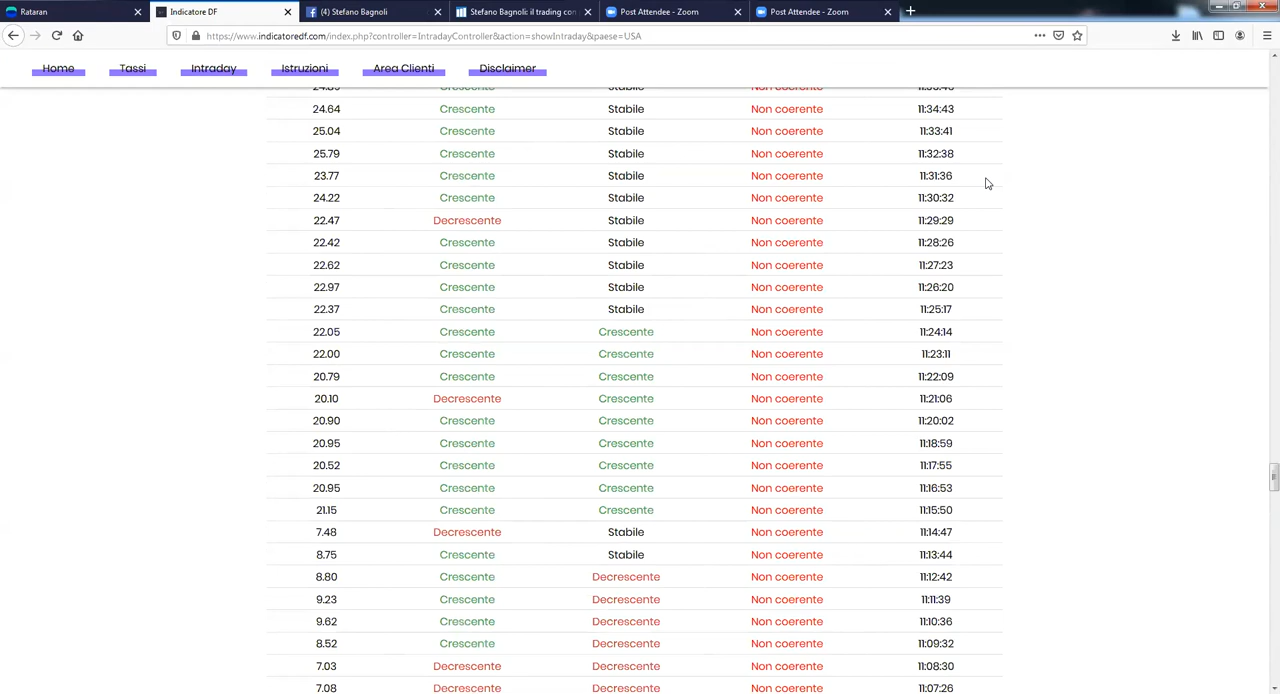 Rataran
Indicatore DF
(4) Stefano Bagnoli
Stefano Bagnoli: il trading con
Post Attendee - Zoom
Post Attendee - Zoom
https://www.indicatoredf.com/index.php?controller=IntradayController&action=showIntraday&paese=USA
Home Tassi Intraday Istruzioni Area Clienti Disclaimer
24.64 Crescente Stabile Non coerente 11:34:43
25.04 Crescente Stabile Non coerente 11:33:41
25.79 Crescente Stabile Non coerente 11:32:38
23.77 Crescente Stabile Non coerente 11:31:36
24.22 Crescente Stabile Non coerente 11:30:32
22.47 Decrescente Stabile Non coerente 11:29:29
22.42 Crescente Stabile Non coerente 11:28:26
22.62 Crescente Stabile Non coerente 11:27:23
22.97 Crescente Stabile Non coerente 11:26:20
22.37 Crescente Stabile Non coerente 11:25:17
22.05 Crescente Crescente Non coerente 11:24:14
22.00 Crescente Crescente Non coerente 11:23:11
20.79 Crescente Crescente Non coerente 11:22:09
20.10 Decrescente Crescente Non coerente 11:21:06
20.90 Crescente Crescente Non coerente 11:20:02
20.95 Crescente Crescente Non coerente 11:18:59
20.52 Crescente Crescente Non coerente 11:17:55
20.95 Crescente Crescente Non coerente 11:16:53
21.15 Crescente Crescente Non coerente 11:15:50
7.48 Decrescente Stabile Non coerente 11:14:47
8.75 Crescente Stabile Non coerente 11:13:44
8.80 Crescente Decrescente Non coerente 11:12:42
9.23 Crescente Decrescente Non coerente 11:11:39
9.62 Crescente Decrescente Non coerente 11:10:36
8.52 Crescente Decrescente Non coerente 11:09:32
7.03 Decrescente Decrescente Non coerente 11:08:30
7.08 Decrescente Decrescente Non coerente 11:07:26